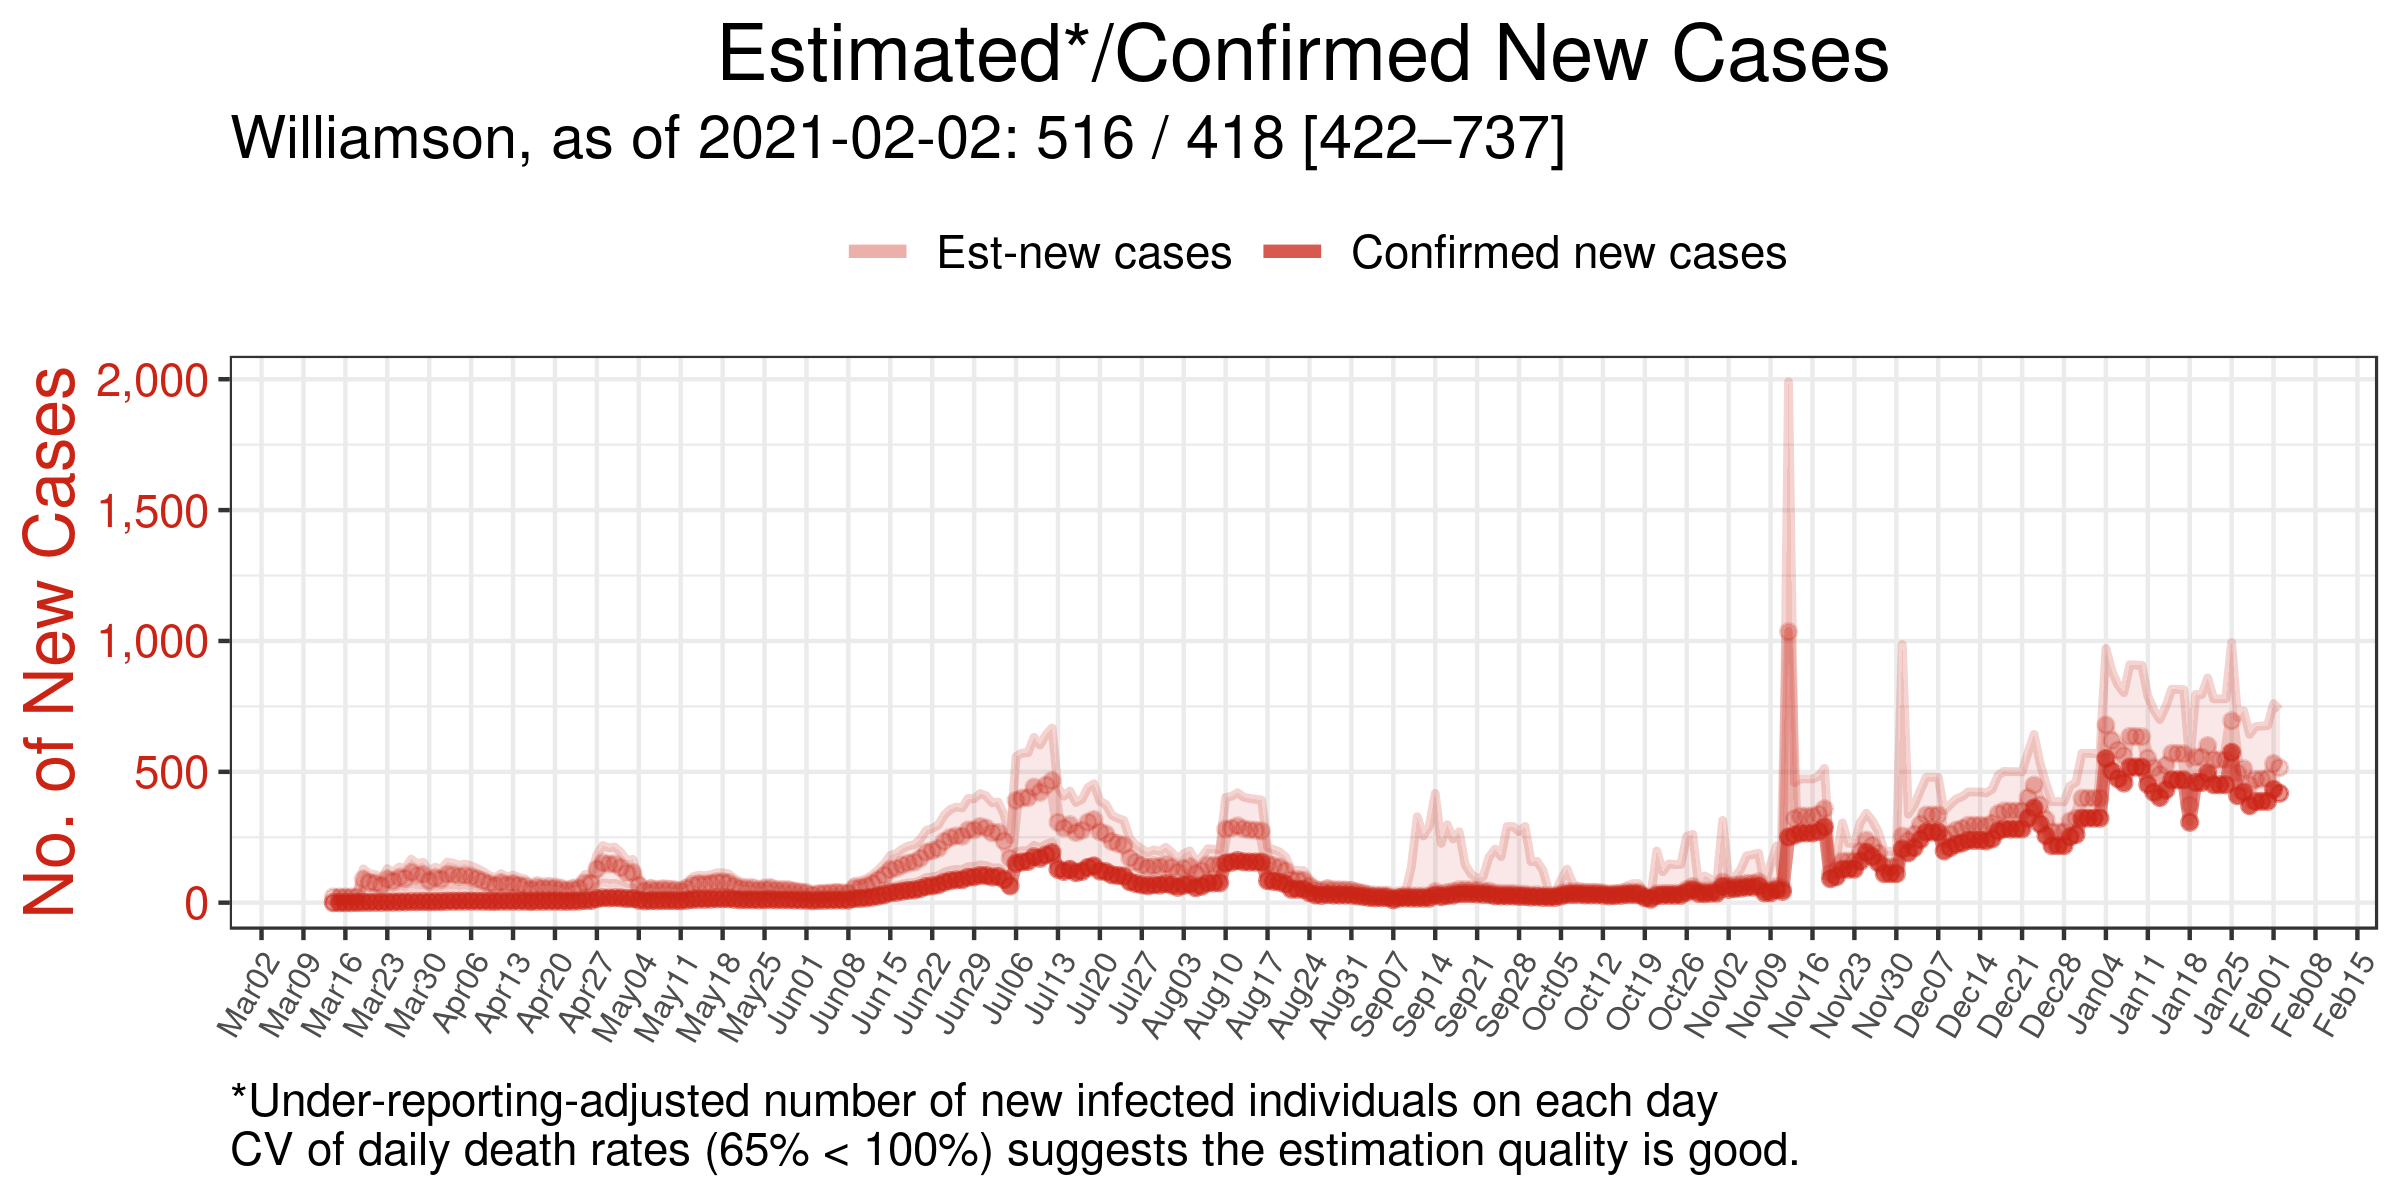 Estimated*/Confirmed New Cases
Williamson, as of 2021-02-02: 516 / 418 [422–737]
Est-new cases Confirmed new cases
No. of New Cases
2,000
1,500
1,000
500
0
Mar02 Mar09 Mar16 Mar23 Mar30 Apr06 Apr13 Apr20 Apr27 May04 May11 May18 May25 Jun01 Jun08 Jun15 Jun22 Jun29 Jul06 Jul13 Jul20 Jul27 Aug03 Aug10 Aug17 Aug24 Aug31 Sep07 Sep14 Sep21 Sep28 Oct05 Oct12 Oct19 Oct26 Nov02 Nov09 Nov16 Nov23 Nov30 Dec07 Dec14 Dec21 Dec28 Jan04 Jan11 Jan18 Jan25 Feb01 Feb08 Feb15
*Under-reporting-adjusted number of new infected individuals on each day
CV of daily death rates (65% < 100%) suggests the estimation quality is good.